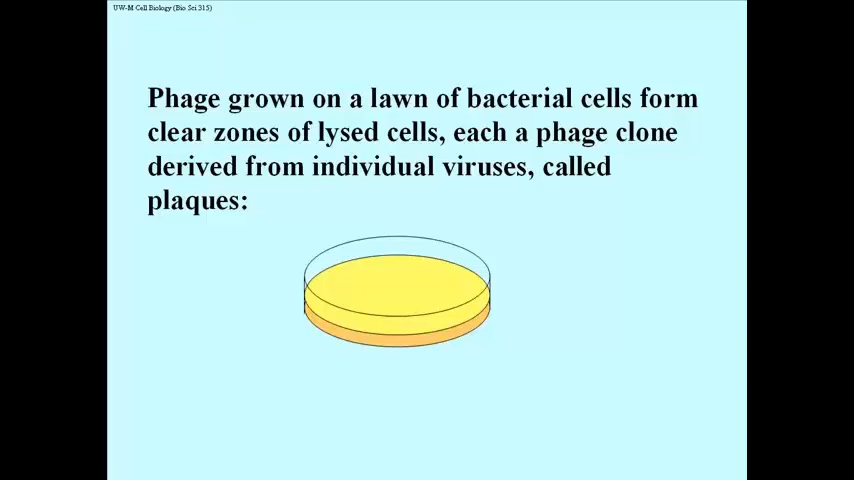 UW-M Cell Biology (Bio Sci 315)
Phage grown on a lawn of bacterial cells form
clear zones of lysed cells, each a phage clone
derived from individual viruses, called
plaques: